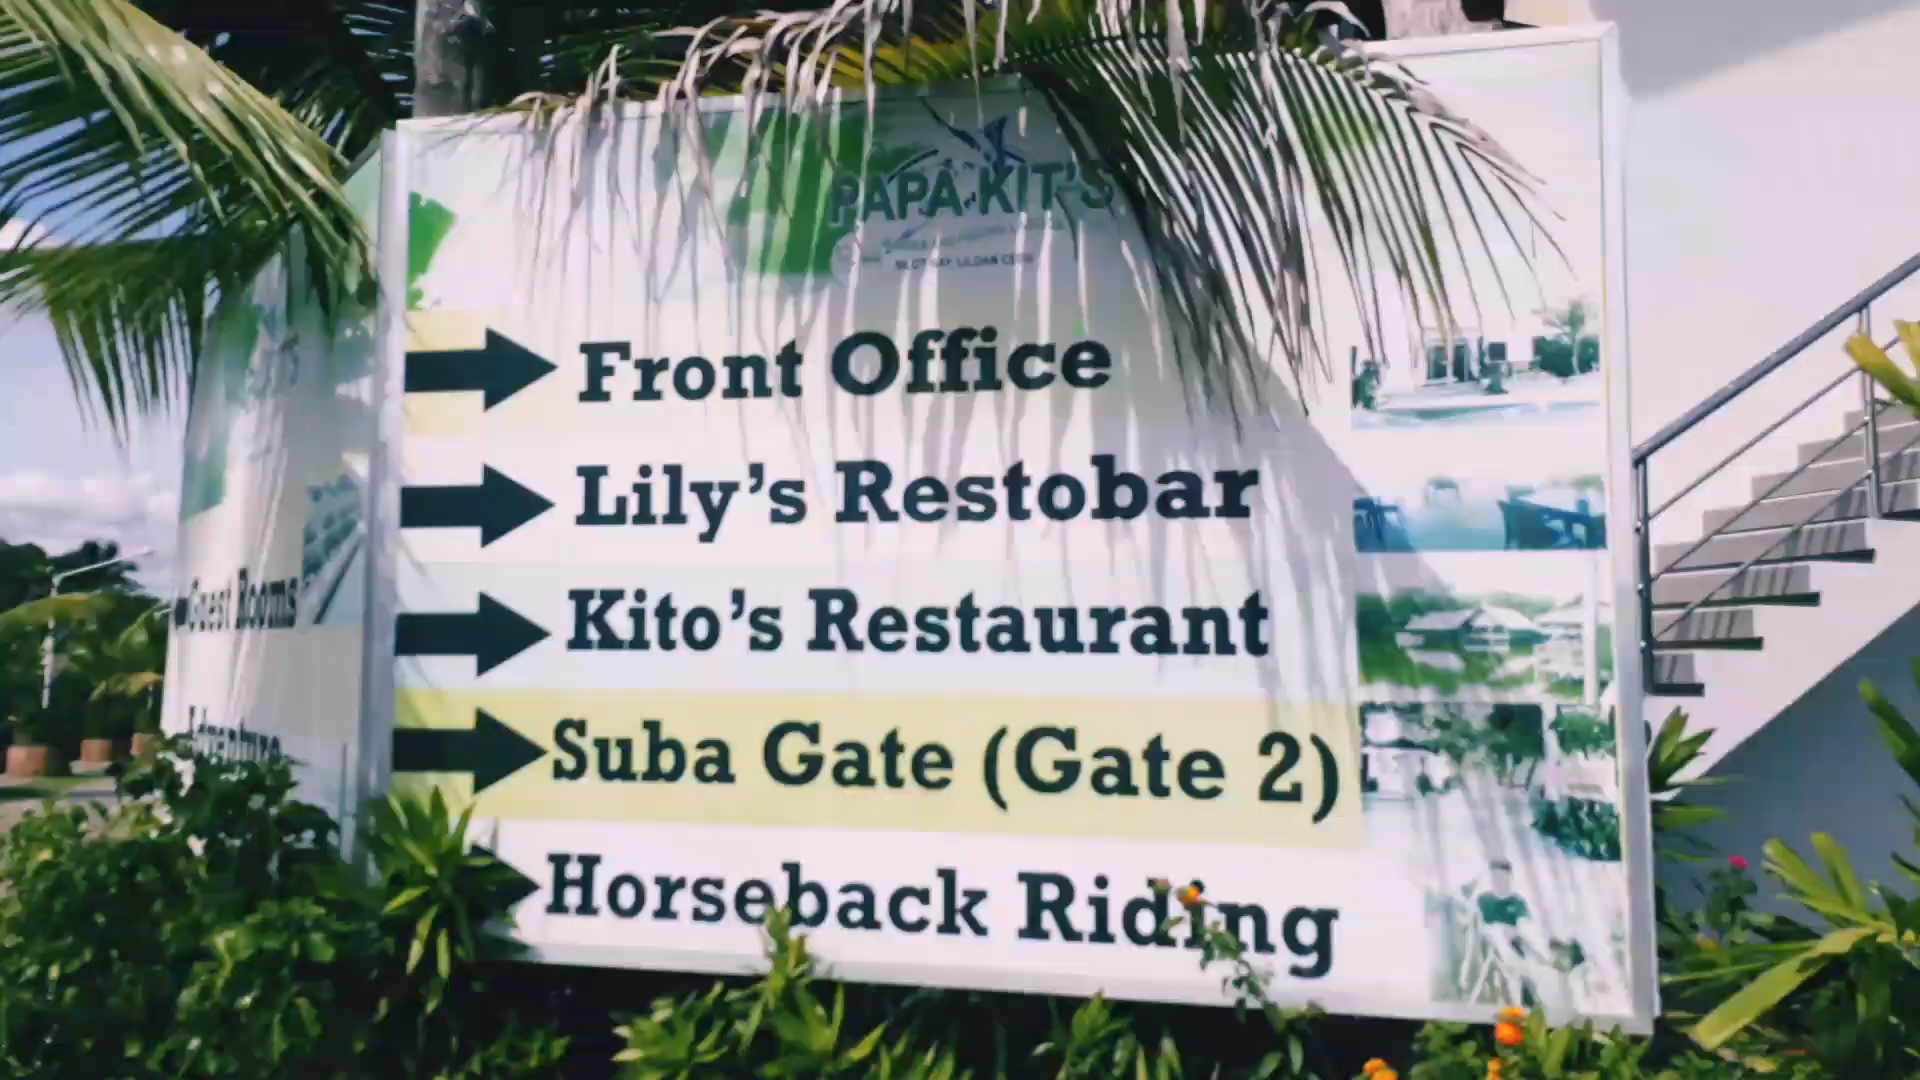 PAPA KIT'S
Front Office
Lily's Restobar
Kito's Restaurant
Suba Gate (Gate 2)
Horseback Riding
Guest Rooms